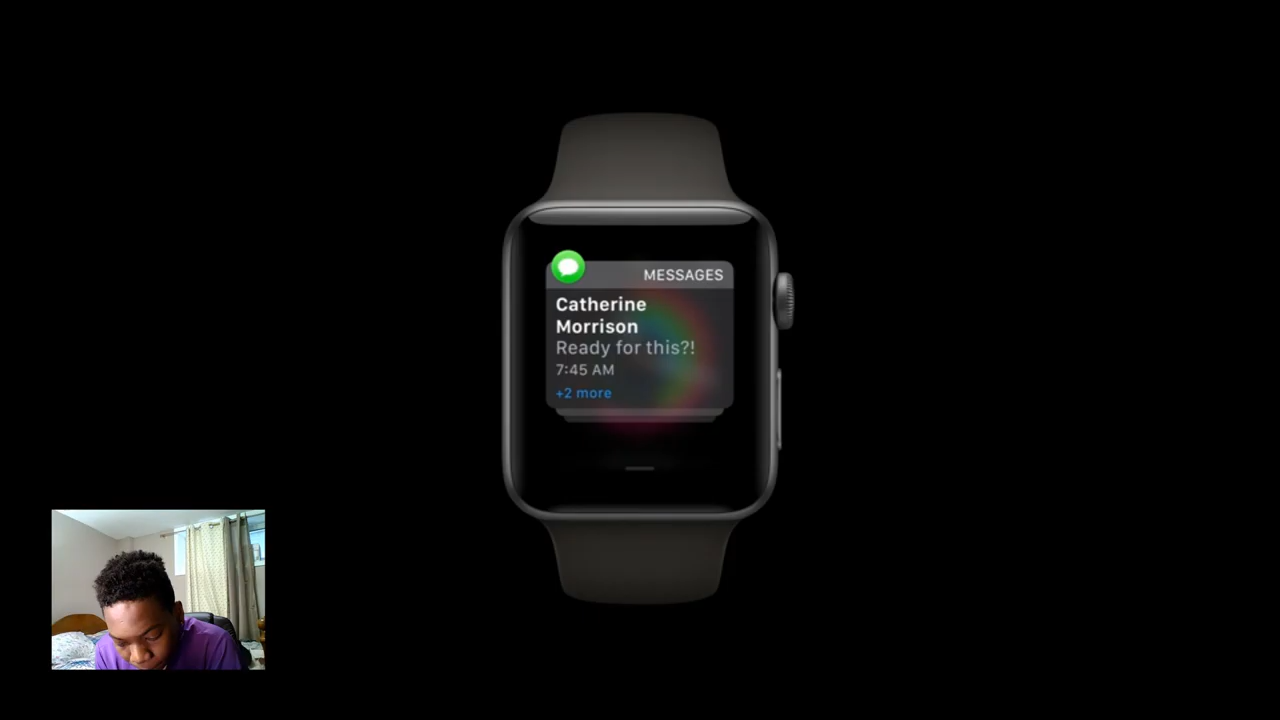 MESSAGES
Catherine
Morrison
Ready for this?!
7:45 AM
+2 more